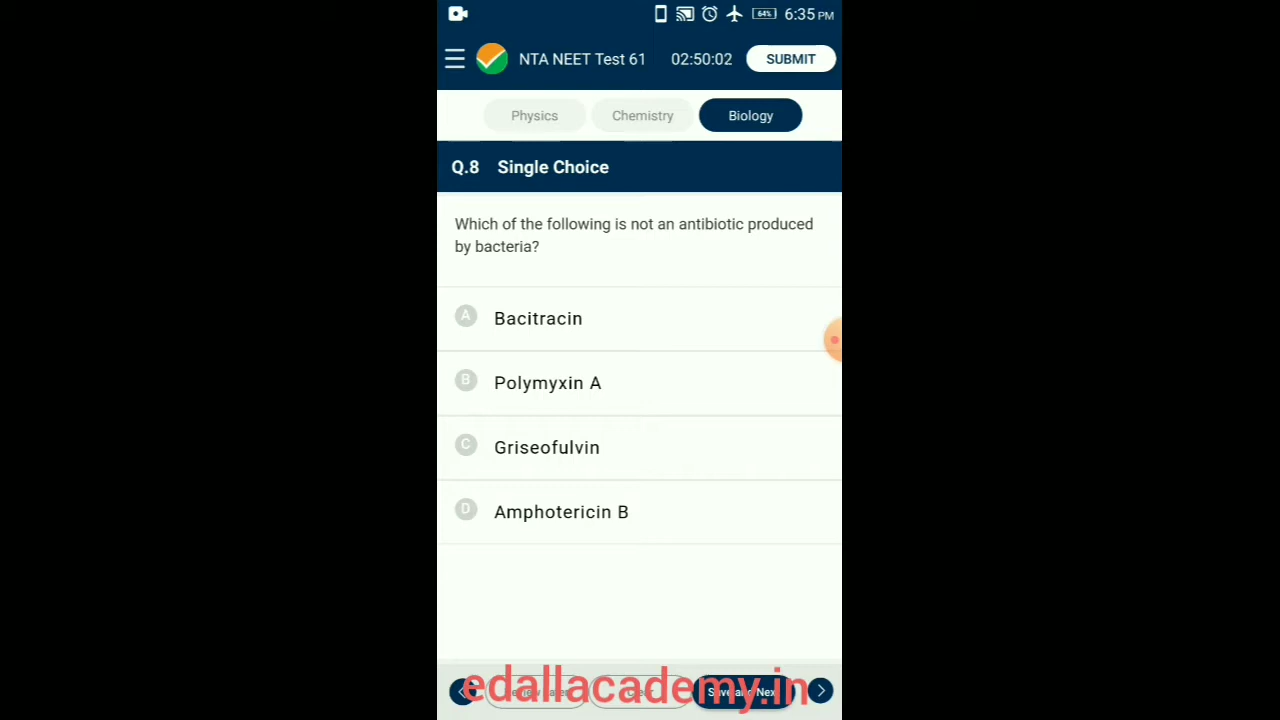 64% 6:35 PM
NTA NEET Test 61 02:50:02 SUBMIT
Physics Chemistry Biology
Q.8 Single Choice
Which of the following is not an antibiotic produced
by bacteria?
A Bacitracin
B Polymyxin A
C Griseofulvin
D Amphotericin B
edallacademy.in